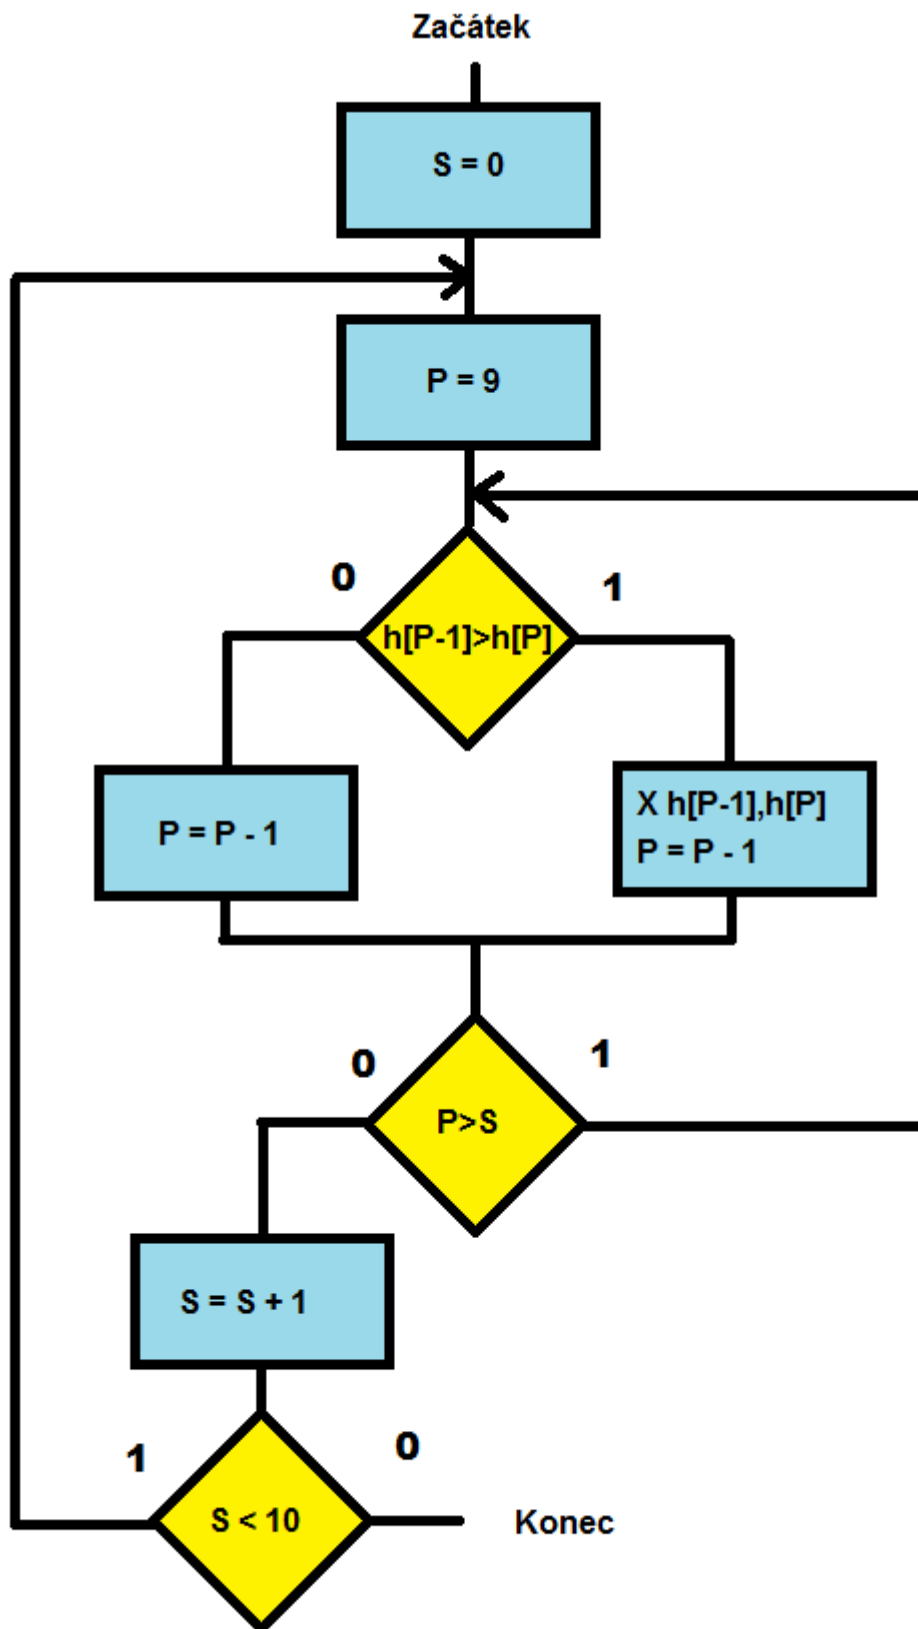 Začátek
S = 0
P = 9
0
1
h[P-1]>h[P]
P = P - 1
X h[P-1],h[P]
P = P - 1
0
1
P>S
S = S + 1
1
0
S < 10
Konec